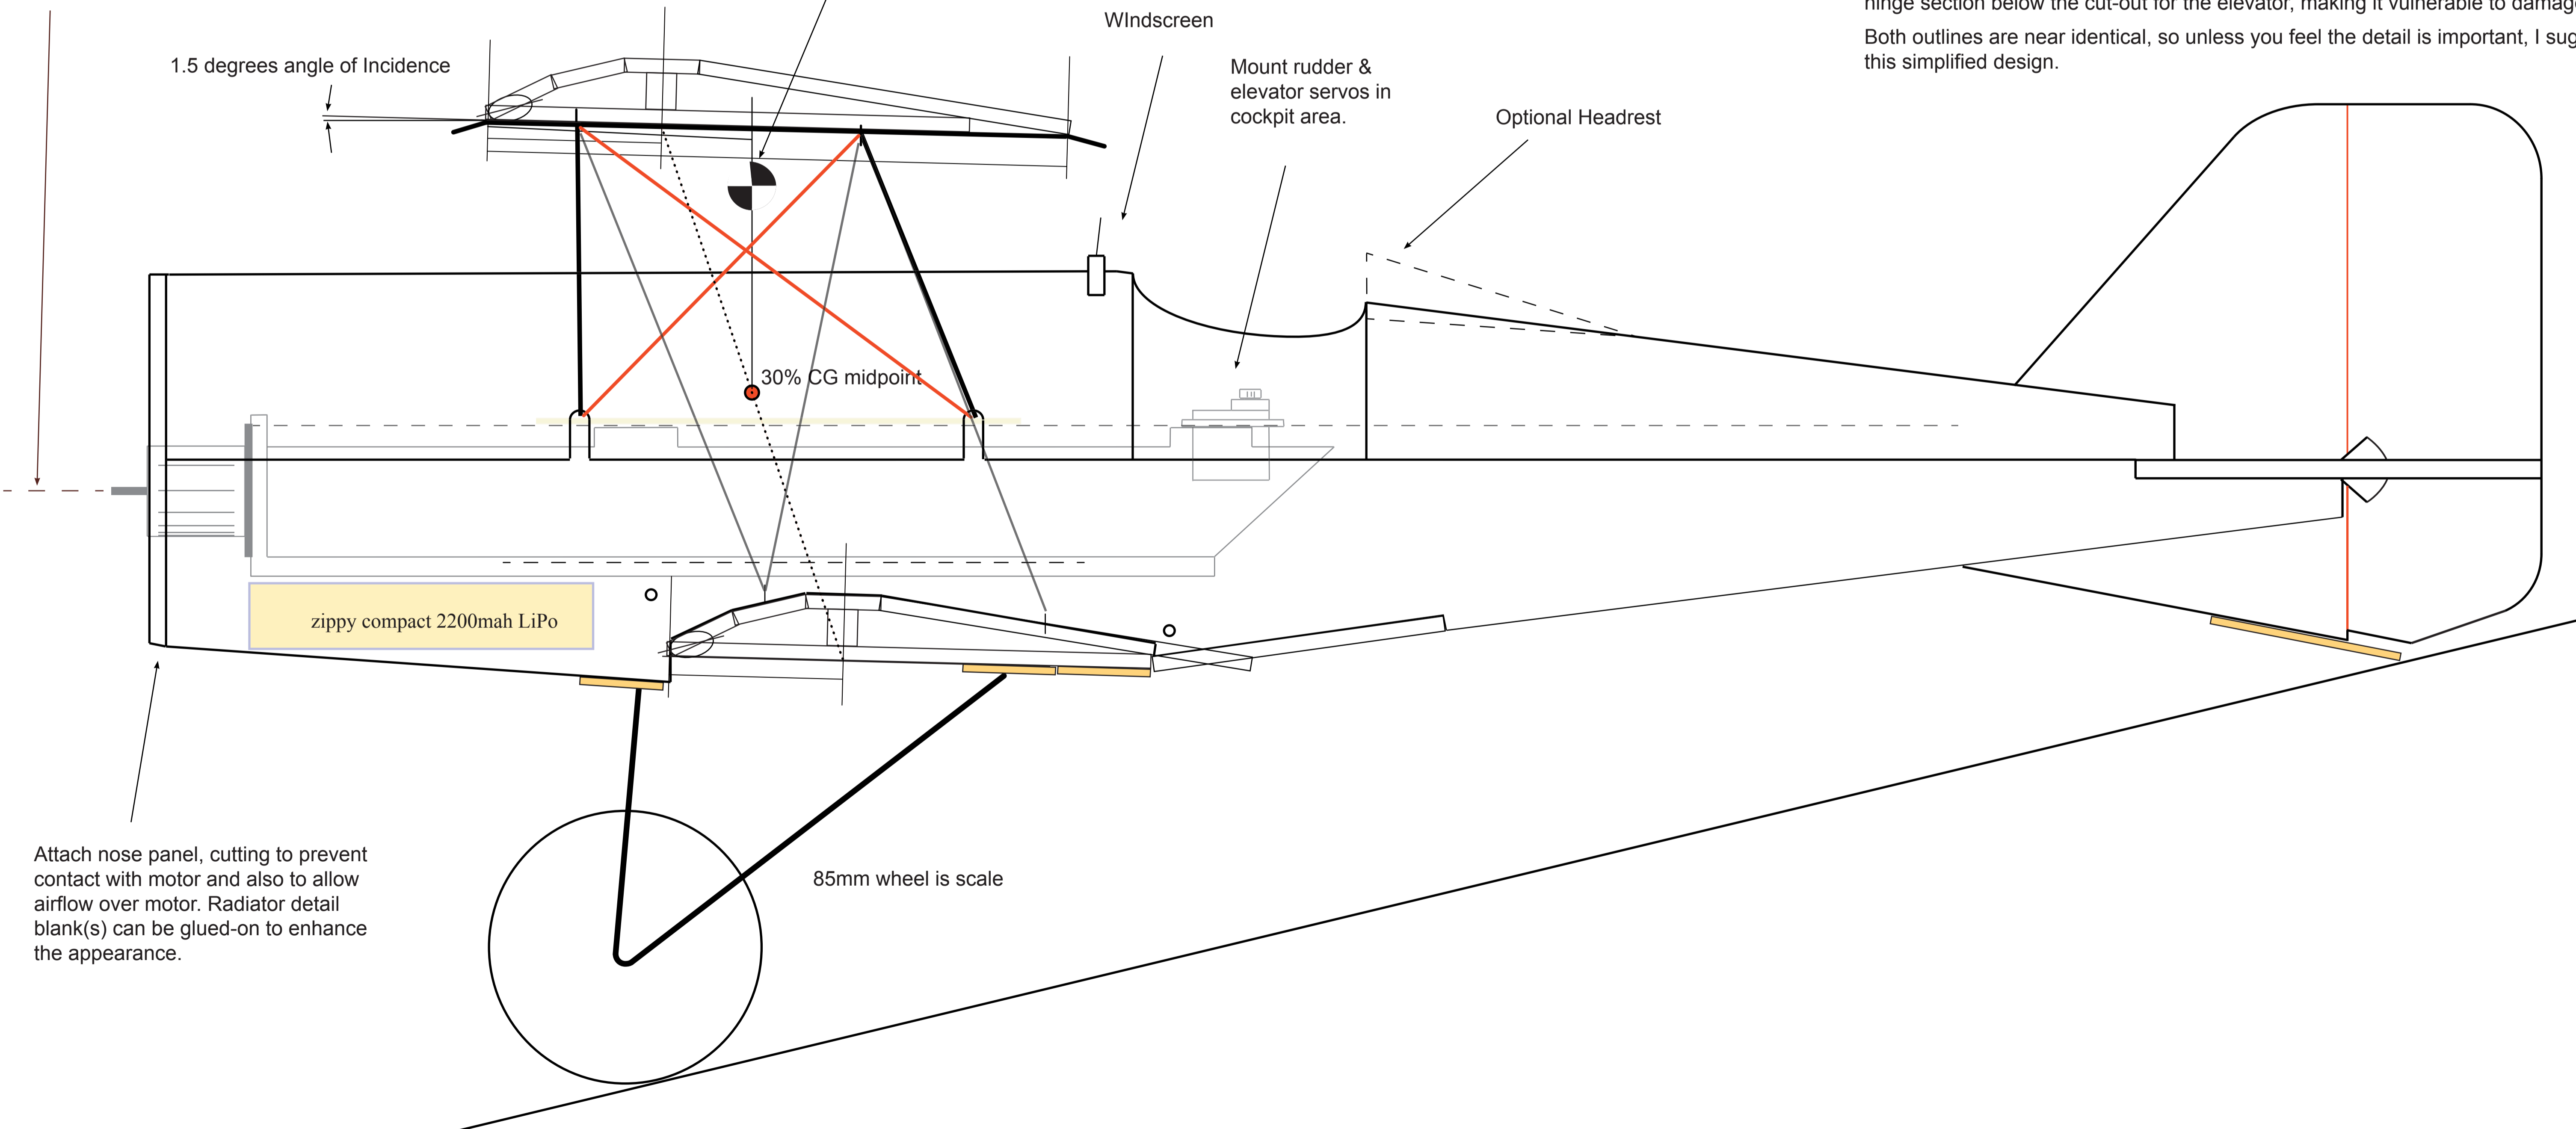 WIndscreen
hinge section below the cut-out for the elevator, making it vulnerable to
Both outlines are near identical, so unless you feel the detail is important, I
this simplified design.
1.5 degrees angle of Incidence
Mount rudder &
elevator servos in
cockpit area.
Optional Headrest
30% CG midpoint
zippy compact 2200mah LiPo
Attach nose panel, cutting to prevent
contact with motor and also to allow
airflow over motor. Radiator detail
blank(s) can be glued-on to enhance
the appearance.
85mm wheel is scale